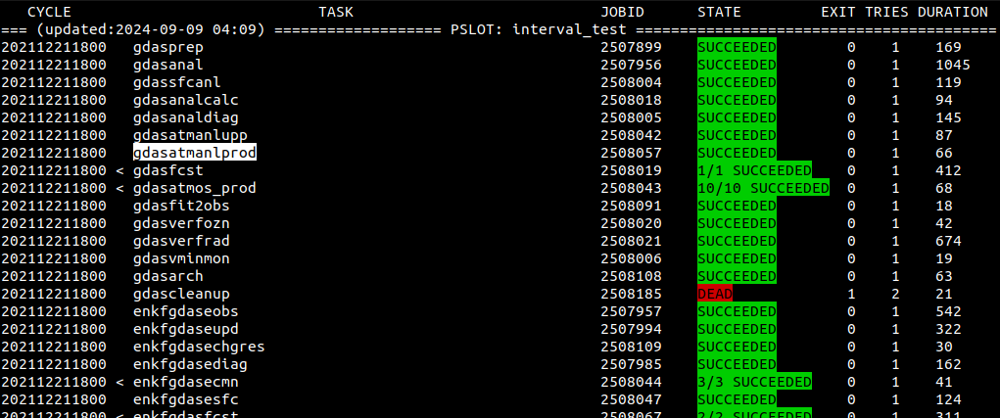 CYCLE TASK JOBID STATE EXIT TRIES DURATION
=== (updated:2024-09-09 04:09) =================== PSLOT: interval_test ============================================
202112211800 gdasprep 2507899 SUCCEEDED 0 1 169
202112211800 gdasanal 2507956 SUCCEEDED 0 1 1045
202112211800 gdassfcanl 2508004 SUCCEEDED 0 1 119
202112211800 gdasanalcalc 2508018 SUCCEEDED 0 1 94
202112211800 gdasanaldiag 2508005 SUCCEEDED 0 1 145
202112211800 gdasatmanlupp 2508042 SUCCEEDED 0 1 87
202112211800 gdasatmanlprod 2508057 SUCCEEDED 0 1 66
202112211800 < gdasfcst 2508019 1/1 SUCCEEDED 0 1 412
202112211800 < gdasatmos_prod 2508043 10/10 SUCCEEDED 0 1 68
202112211800 gdasfit2obs 2508091 SUCCEEDED 0 1 18
202112211800 gdasverfozn 2508020 SUCCEEDED 0 1 42
202112211800 gdasverfrad 2508021 SUCCEEDED 0 1 674
202112211800 gdasvminmon 2508006 SUCCEEDED 0 1 19
202112211800 gdasarch 2508108 SUCCEEDED 0 1 63
202112211800 gdascleanup 2508185 DEAD 1 2 21
202112211800 enkfgdaseobs 2507957 SUCCEEDED 0 1 542
202112211800 enkfgdaseupd 2507994 SUCCEEDED 0 1 322
202112211800 enkfgdasechgres 2508109 SUCCEEDED 0 1 30
202112211800 enkfgdasediag 2507985 SUCCEEDED 0 1 162
202112211800 < enkfgdasecmn 2508044 3/3 SUCCEEDED 0 1 41
202112211800 enkfgdasesfc 2508047 SUCCEEDED 0 1 124
202112211800 < enkfgdasfcst 2508067 2/2 SUCCEEDED 0 1 311